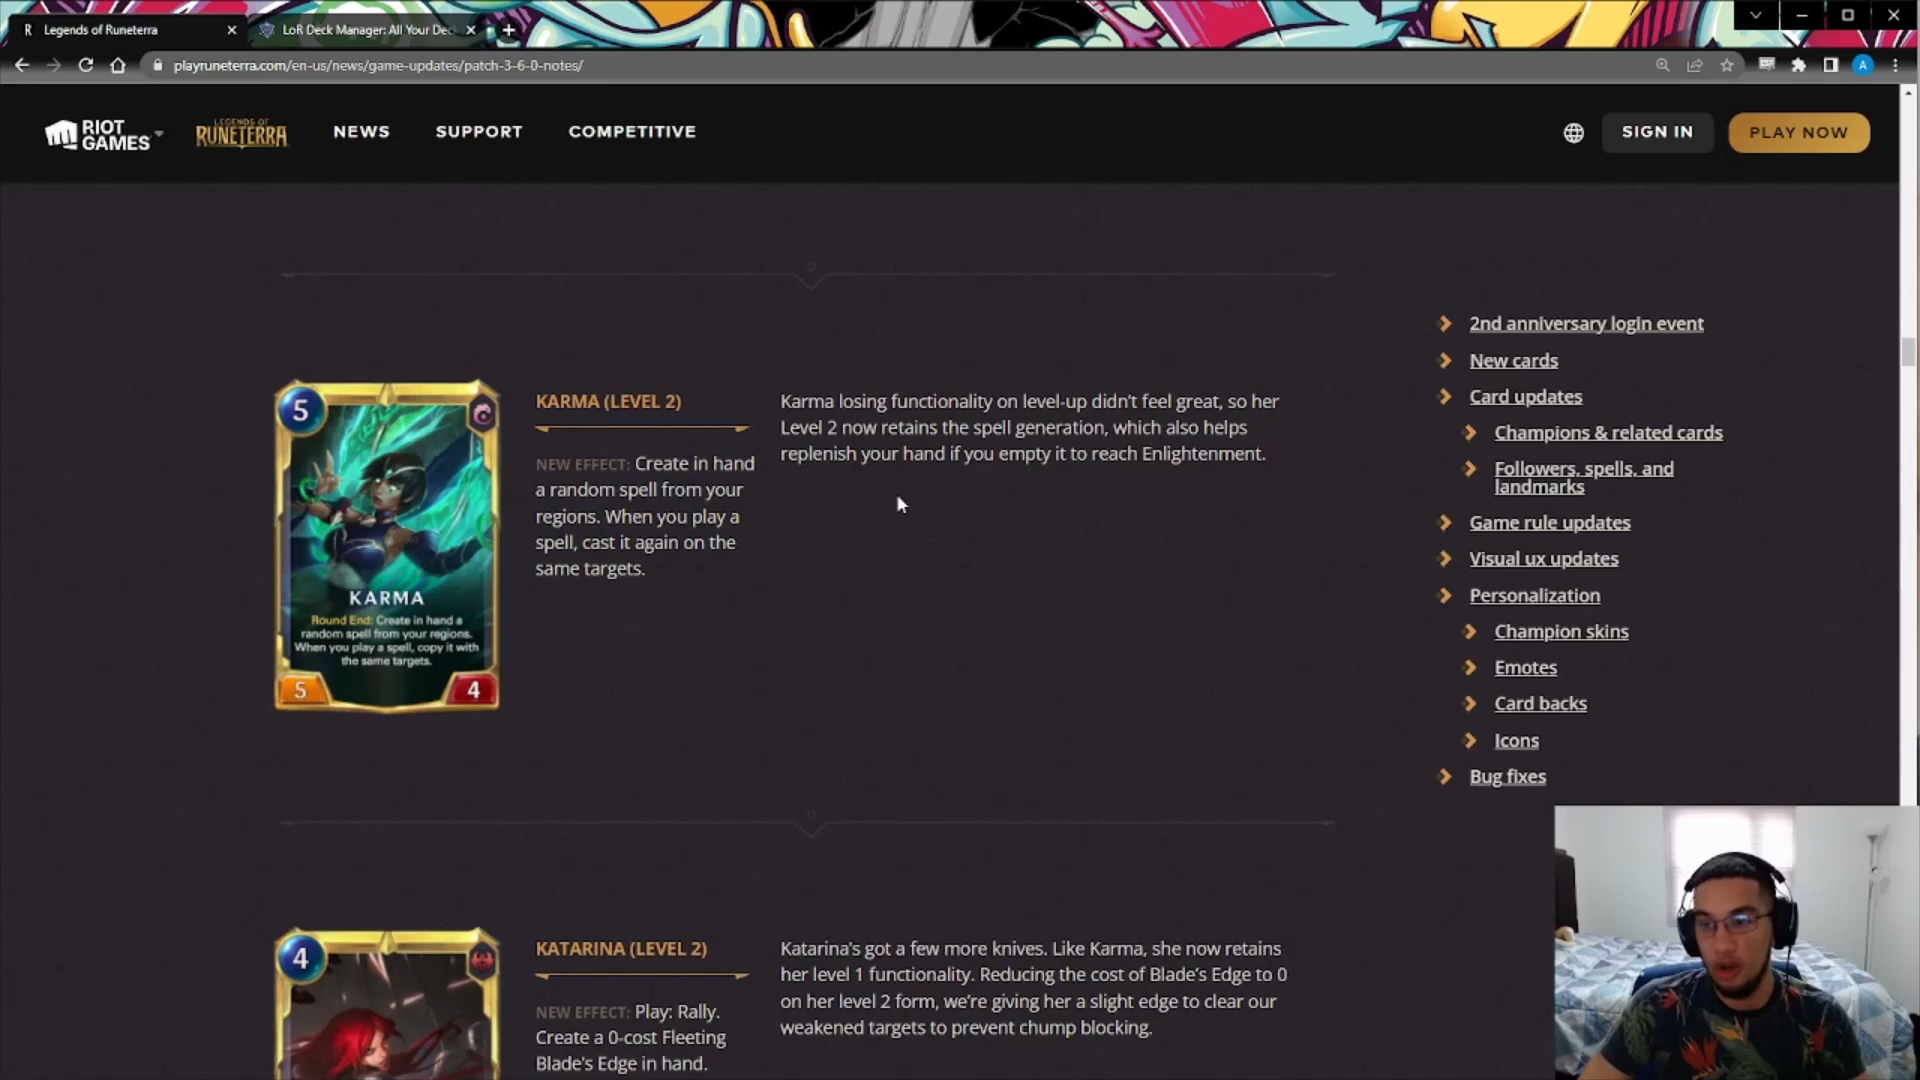 Legends of Runeterra
LoR Deck Manager: All Your Dec
playruneterra.com/en-us/news/game-updates/patch-3-6-0-notes/
A
RIOT GAMES
LEGENDS OF RUNETERRA
NEWS
SUPPORT
COMPETITIVE
SIGN IN
PLAY NOW
5
KARMA
Round End: Create in hand a
random spell from your regions.
When you play a spell, copy it with
the same targets.
5
4
KARMA (LEVEL 2)
NEW EFFECT: Create in hand
a random spell from your
regions. When you play a
spell, cast it again on the
same targets.
Karma losing functionality on level-up didn't feel great, so her
Level 2 now retains the spell generation, which also helps
replenish your hand if you empty it to reach Enlightenment.
4
KATARINA (LEVEL 2)
NEW EFFECT: Play: Rally.
Create a 0-cost Fleeting
Blade's Edge in hand.
Katarina's got a few more knives. Like Karma, she now retains
her level 1 functionality. Reducing the cost of Blade's Edge to 0
on her level 2 form, we're giving her a slight edge to clear our
weakened targets to prevent chump blocking.
2nd anniversary login event
New cards
Card updates
Champions & related cards
Followers, spells, and
landmarks
Game rule updates
Visual ux updates
Personalization
Champion skins
Emotes
Card backs
Icons
Bug fixes